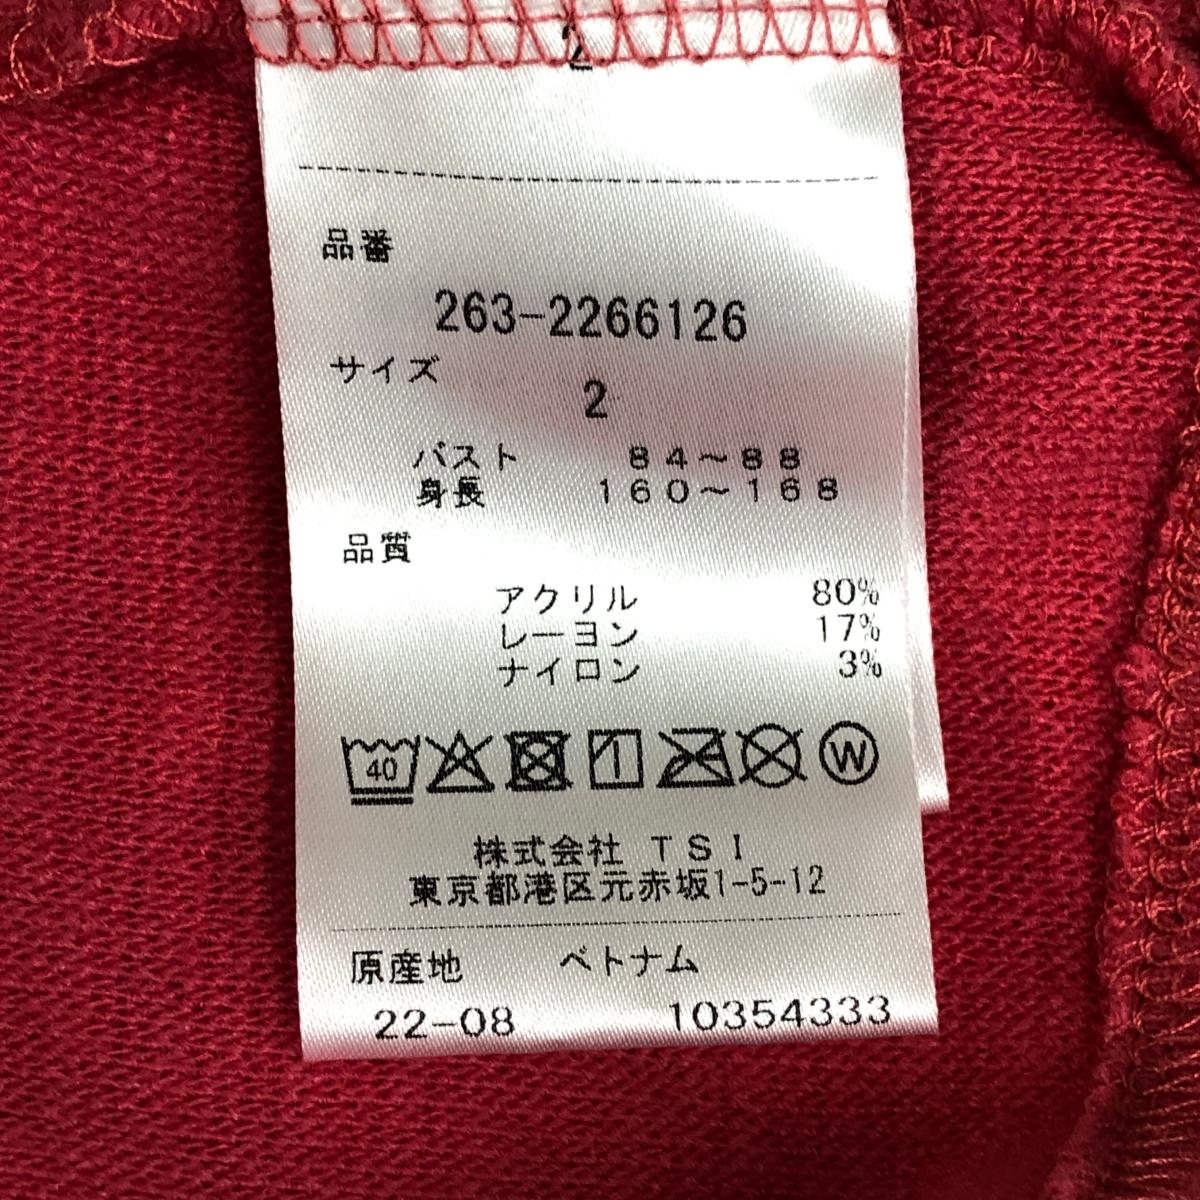 2
品番
263-2266126
サイズ
2
バスト 84～88
身長 160～168
品質
アクリル 80%
レーヨン 17%
ナイロン 3%
40 1 W
株式会社 TSI
東京都港区元赤坂1-5-12
原産地 ベトナム
22-08 10354333